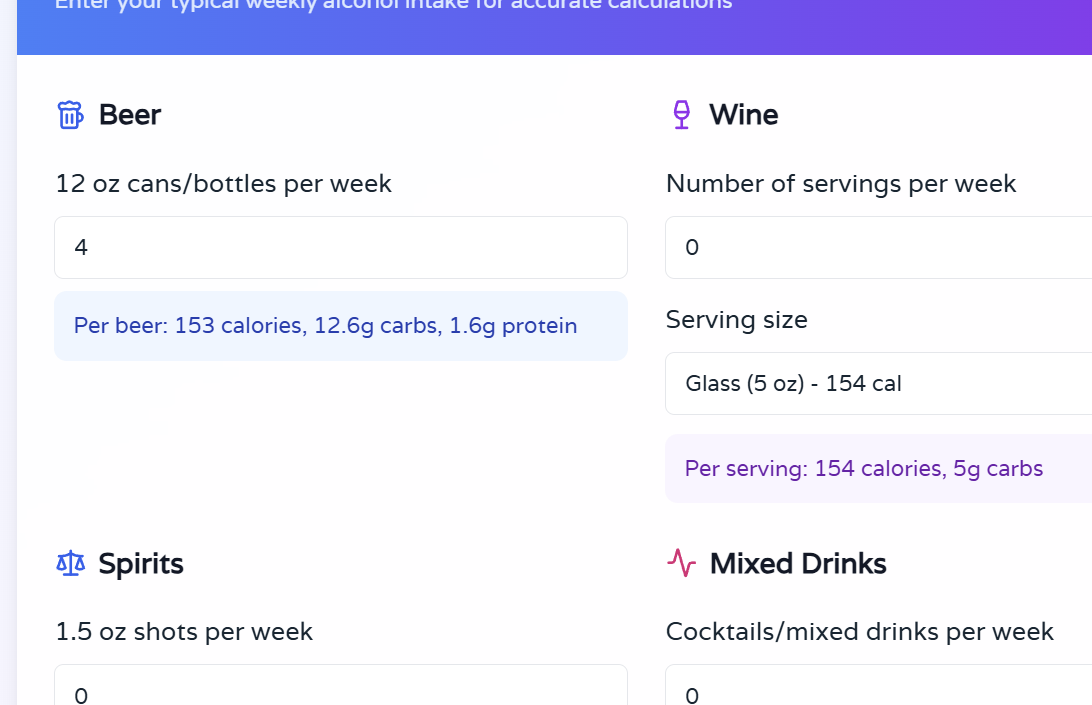 Enter your typical weekly alcohol intake for accurate calculations
Beer
12 oz cans/bottles per week
4
Per beer: 153 calories, 12.6g carbs, 1.6g protein
Wine
Number of servings per week
0
Serving size
Glass (5 oz) - 154 cal
Per serving: 154 calories, 5g carbs
Spirits
1.5 oz shots per week
0
Mixed Drinks
Cocktails/mixed drinks per week
0